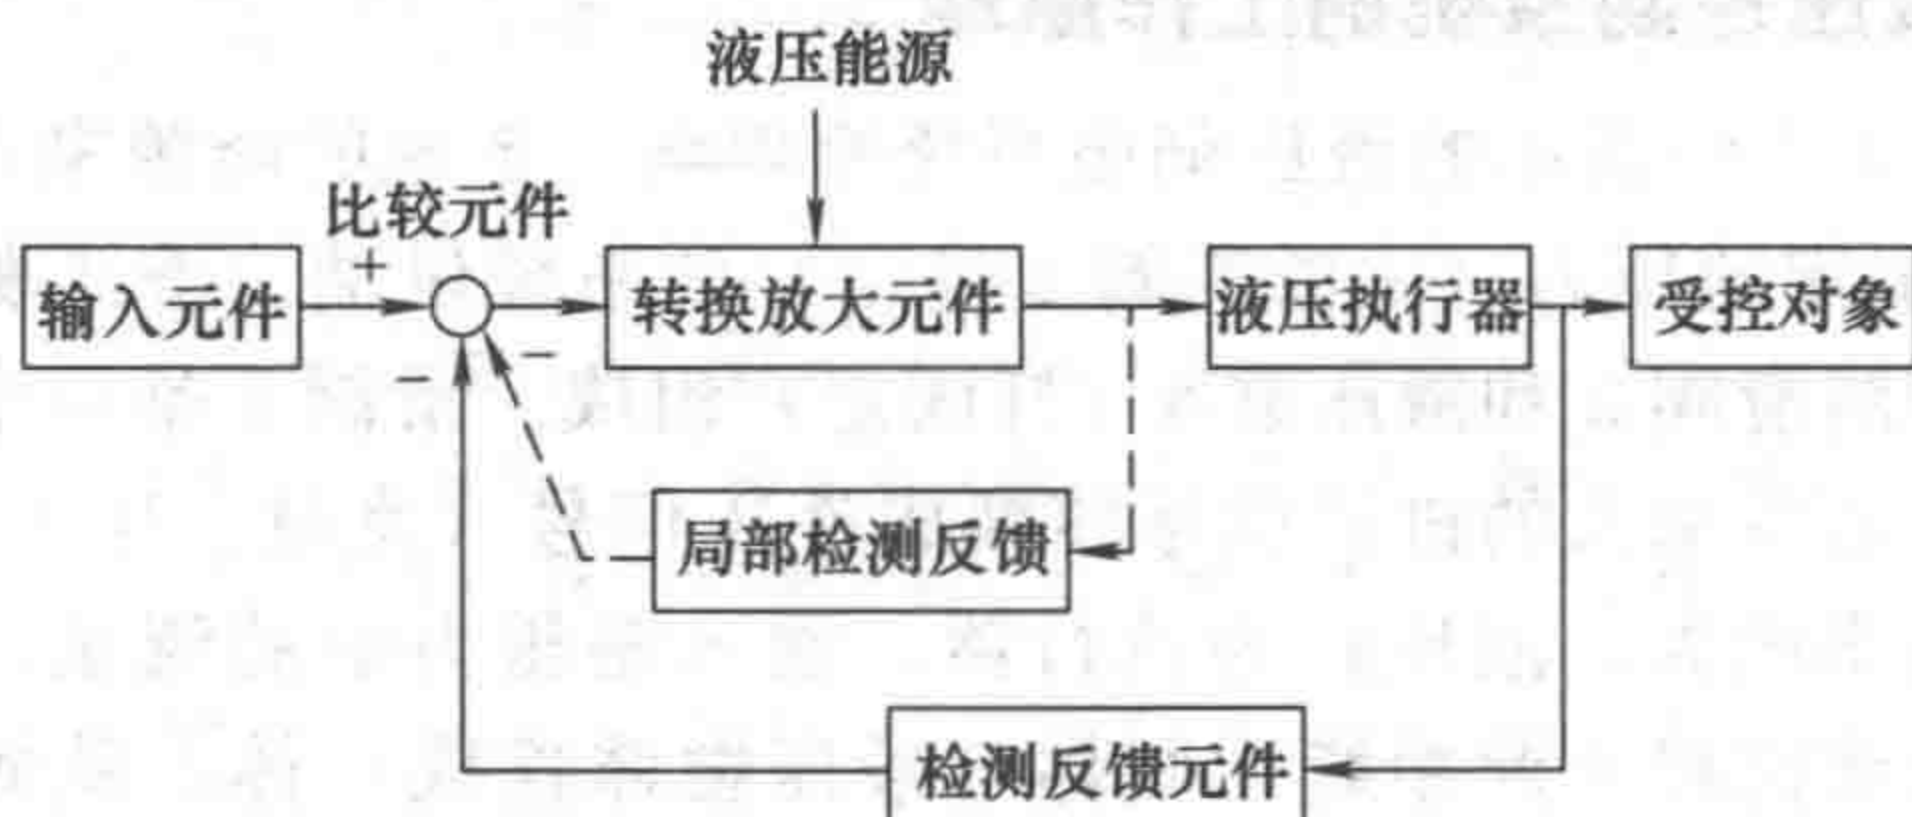 液压能源
比较元件
+
输入元件
转换放大元件
液压执行器
受控对象
−
−
局部检测反馈
检测反馈元件